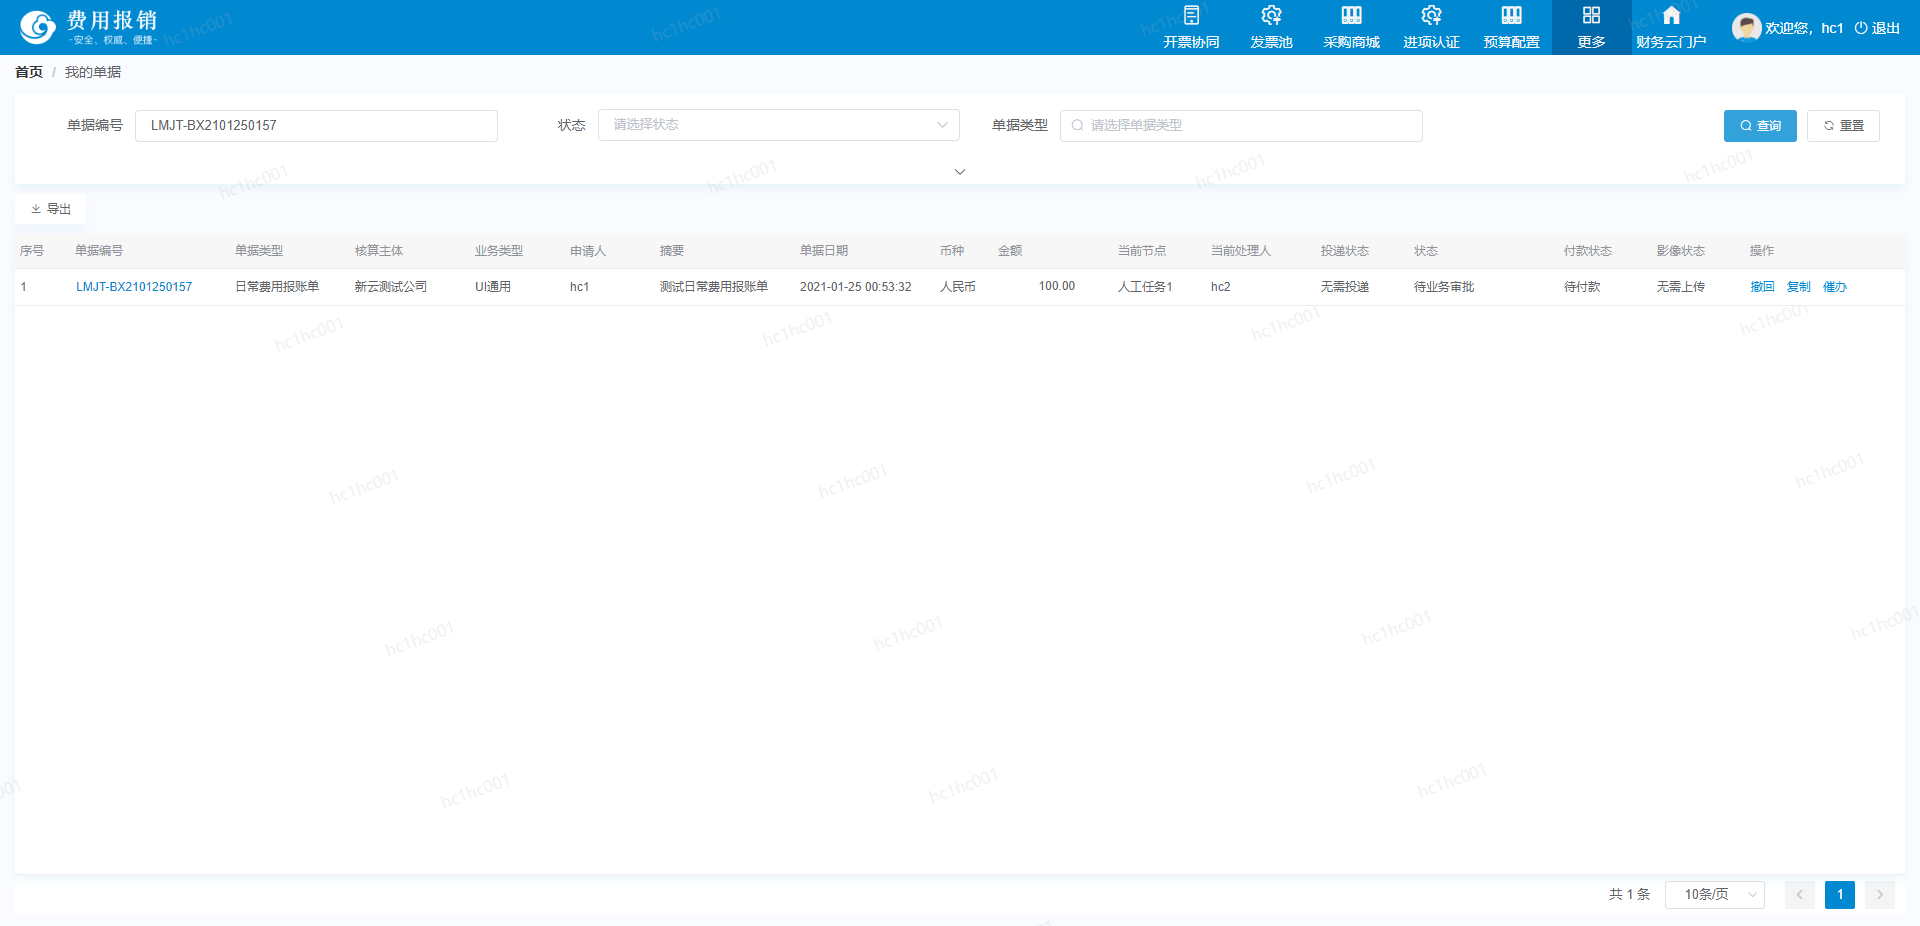 费用报销
-安全、权威、便捷-
开票协同 发票池 采购商城 进项认证 预算配置 更多 财务云门户 欢迎您，hc1 退出
首页 / 我的单据
单据编号 LMJT-BX2101250157 状态 请选择状态 单据类型 请选择单据类型 查询 重置
导出
序号 单据编号 单据类型 核算主体 业务类型 申请人 摘要 单据日期 币种 金额 当前节点 当前处理人 投递状态 状态 付款状态 影像状态 操作
1 LMJT-BX2101250157 日常费用报账单 新云测试公司 UI通用 hc1 测试日常费用报账单 2021-01-25 00:53:32 人民币 100.00 人工任务1 hc2 无需投递 待业务审批 待付款 无需上传 撤回 复制 催办
共 1 条 10条/页 1
hc1hc001